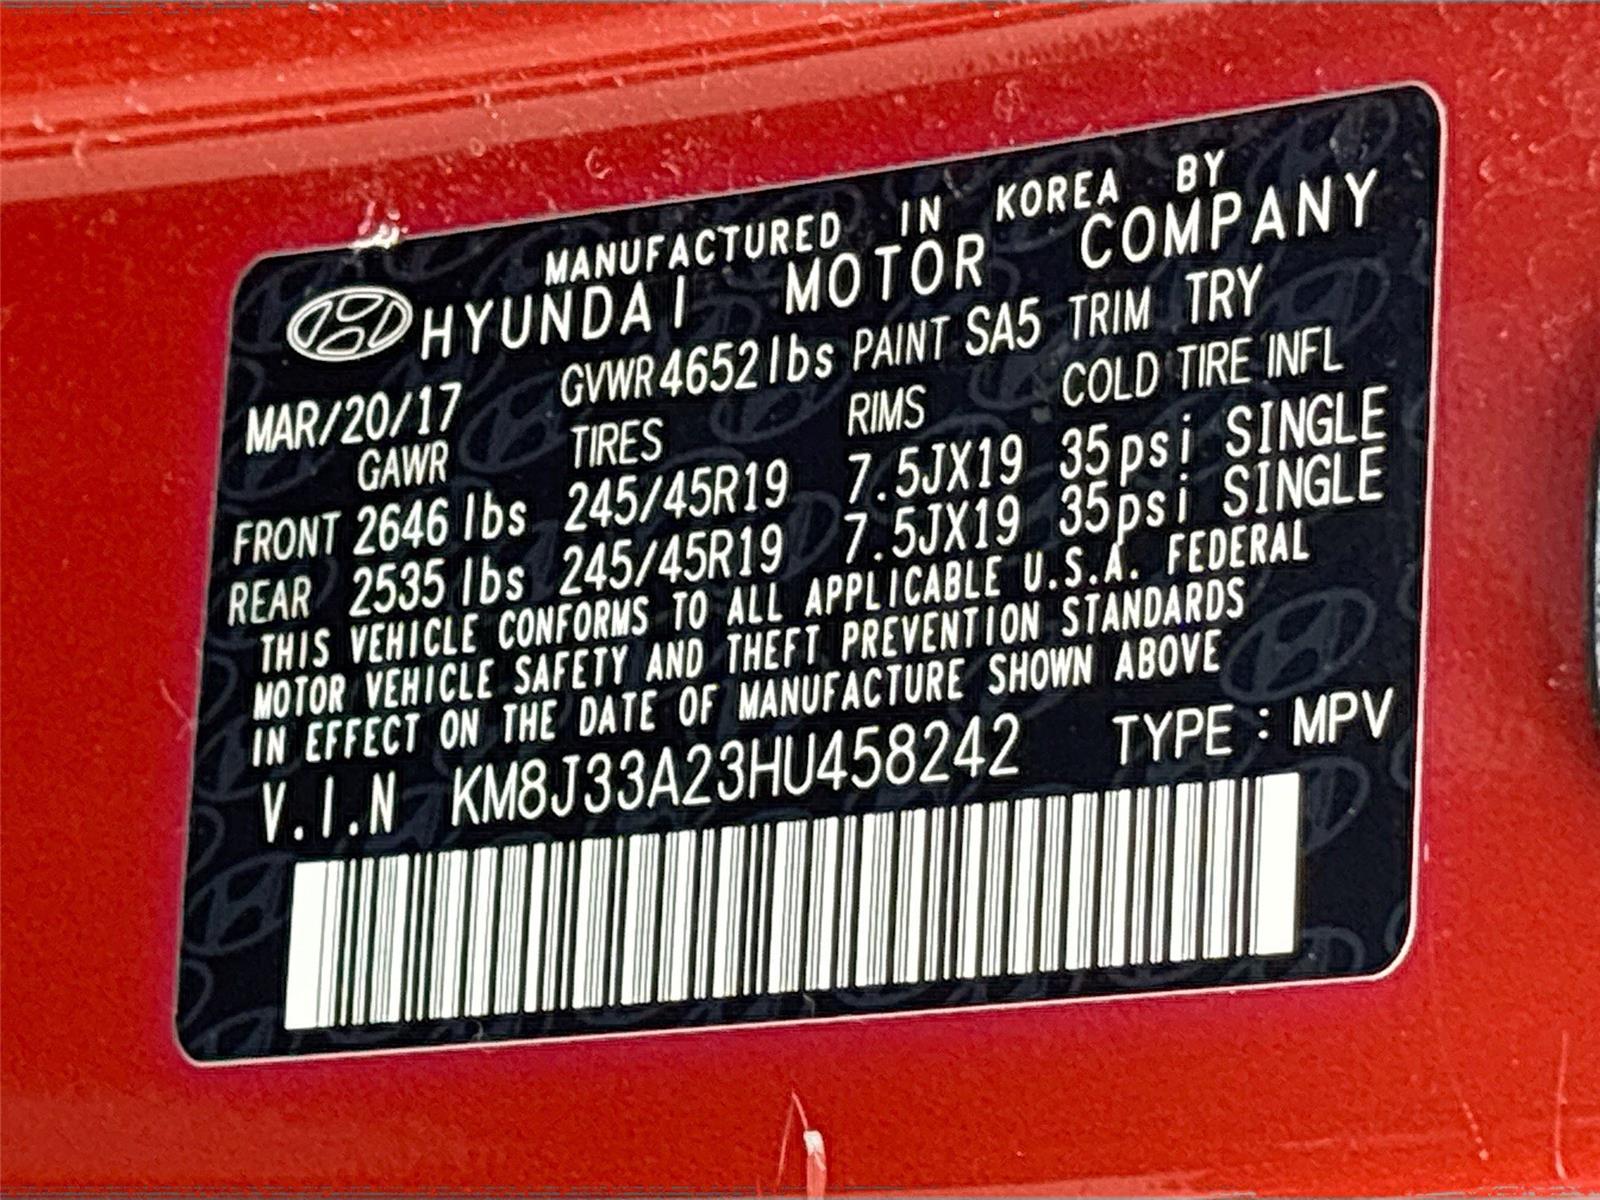 MANUFACTURED IN KOREA BY
HYUNDAI MOTOR COMPANY
MAR/20/17 GVWR 4652 lbs PAINT SA5 TRIM TRY
GAWR TIRES RIMS COLD TIRE INFL
FRONT 2646 lbs 245/45R19 7.5JX19 35psi SINGLE
REAR 2535 lbs 245/45R19 7.5JX19 35psi SINGLE
THIS VEHICLE CONFORMS TO ALL APPLICABLE U.S.A. FEDERAL
MOTOR VEHICLE SAFETY AND THEFT PREVENTION STANDARDS
IN EFFECT ON THE DATE OF MANUFACTURE SHOWN ABOVE
V.I.N KM8J33A23HU458242 TYPE : MPV